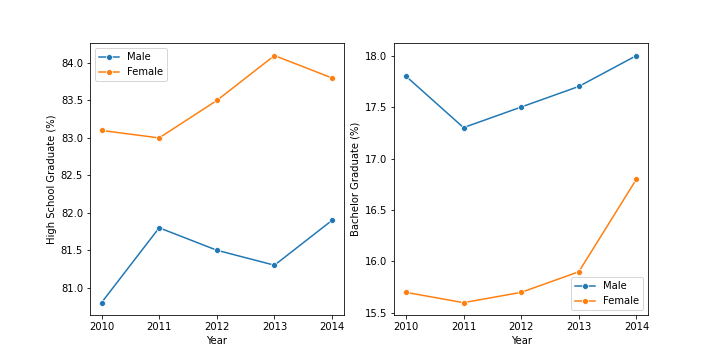 High School Graduate (%)
84.0
83.5
83.0
82.5
82.0
81.5
81.0
Male
Female
2010 2011 2012 2013 2014
Year
Bachelor Graduate (%)
18.0
17.5
17.0
16.5
16.0
15.5
Male
Female
2010 2011 2012 2013 2014
Year